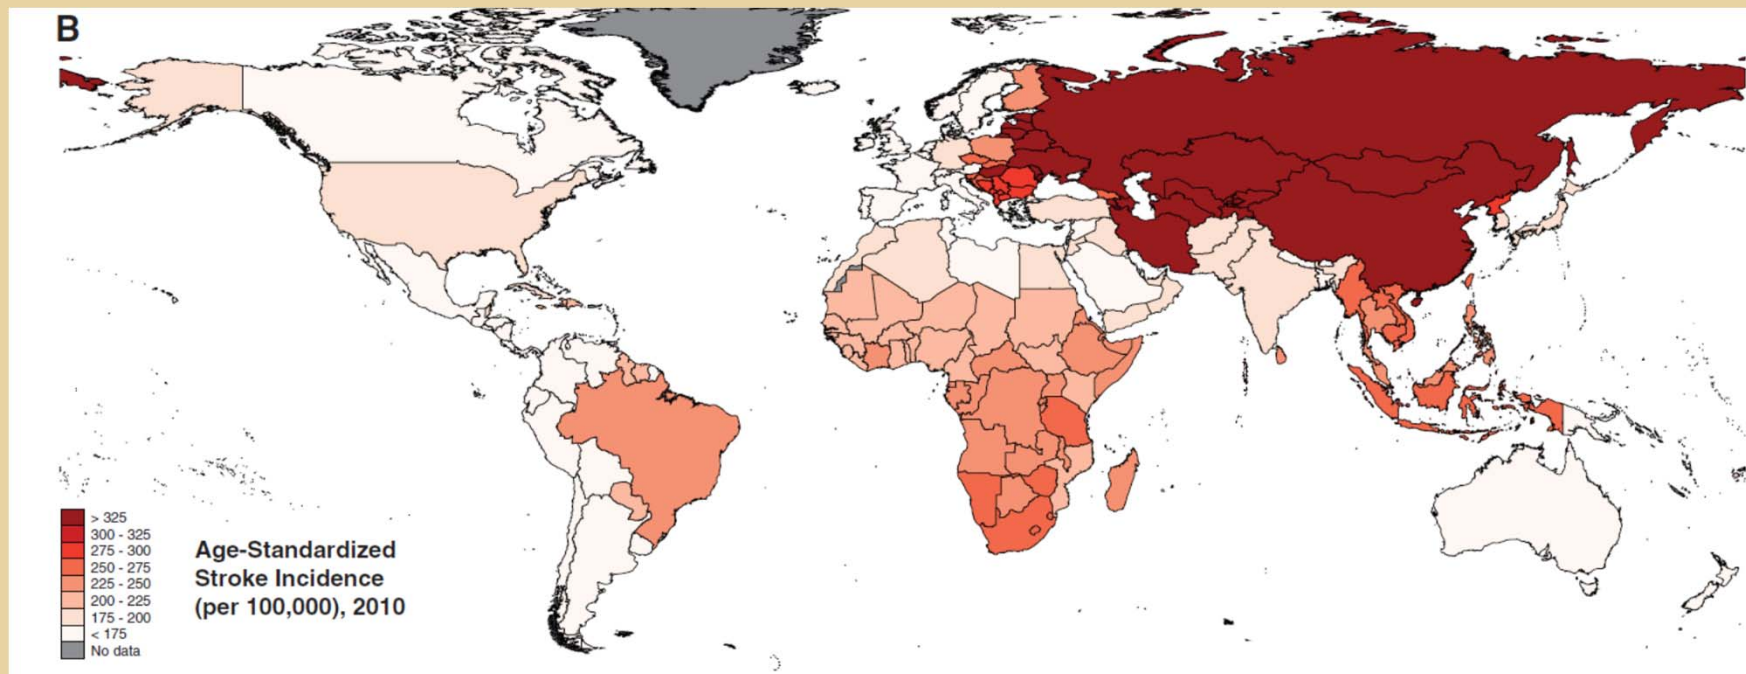 B
> 325
300 - 325
275 - 300
250 - 275
225 - 250
200 - 225
175 - 200
< 175
No data
Age-Standardized
Stroke Incidence
(per 100,000), 2010